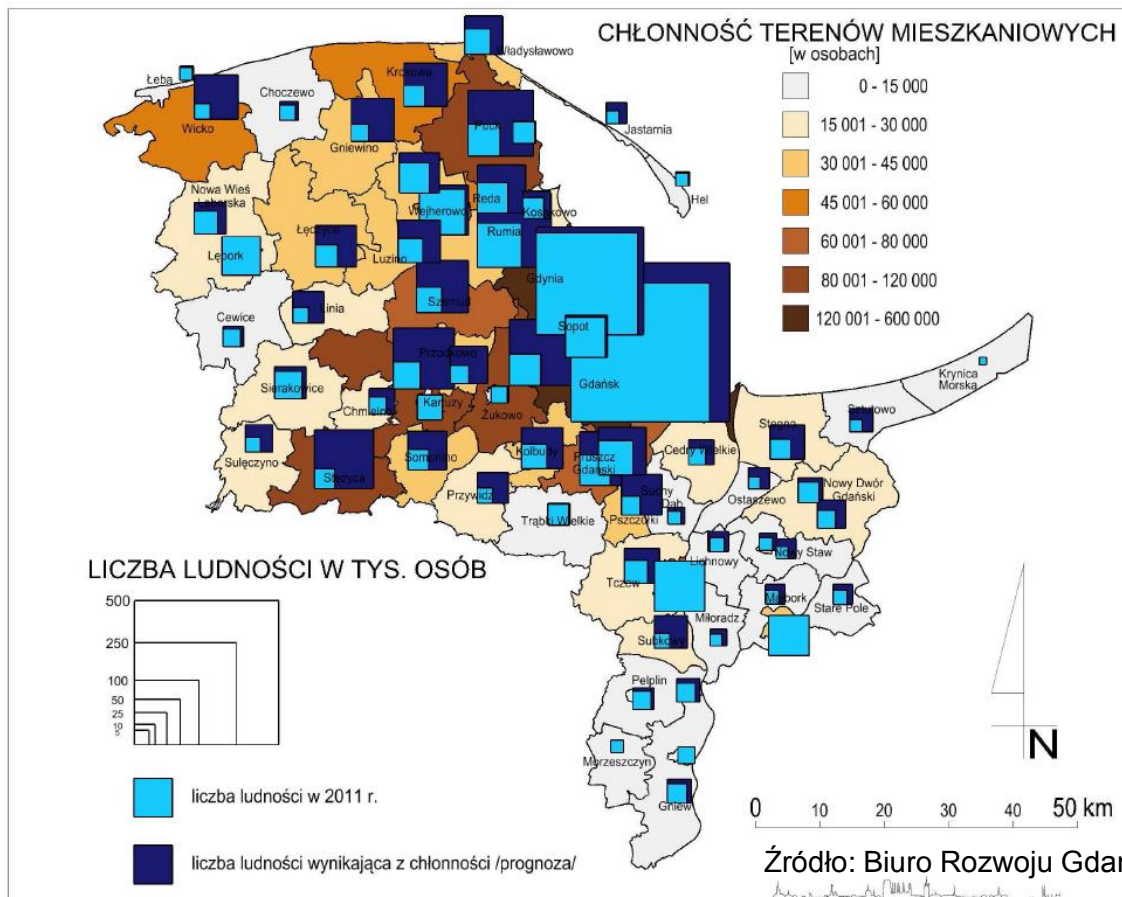 CHŁONNOŚĆ TERENÓW MIESZKANIOWYCH
[w osobach]
0 - 15 000
15 001 - 30 000
30 001 - 45 000
45 001 - 60 000
60 001 - 80 000
80 001 - 120 000
120 001 - 600 000
Władysławowo
Łeba
Choczewo
Krokowa
Wicko
Gniewino
Puck
Jastarnia
Hel
Nowa Wieś
Lęborska
Lębork
Łęczyce
Wejherowo
Reda
Kosakowo
Rumia
Luzino
Gdynia
Szemud
Linia
Cewice
Sopot
Gdańsk
Przodkowo
Sierakowice
Chmielno
Kartuzy
Żukowo
Krynica
Morska
Sztutowo
Stegna
Sulęczyno
Stężyca
Somonino
Kolbudy
Pruszcz
Gdański
Cedry Wielkie
Przywidz
Trąbki Wielkie
Suchy
Dąb
Pszczółki
Ostaszewo
Nowy Dwór
Gdański
Lichnowy
Nowy Staw
Tczew
Malbork
Stare Pole
Miłoradz
Subkowy
Pelplin
Morzeszczyn
Gniew
LICZBA LUDNOŚCI W TYS. OSÓB
500
250
100
50
25
10
liczba ludności w 2011 r.
liczba ludności wynikająca z chłonności /prognoza/
N
0 10 20 30 40 50 km
Źródło: Biuro Rozwoju Gdań